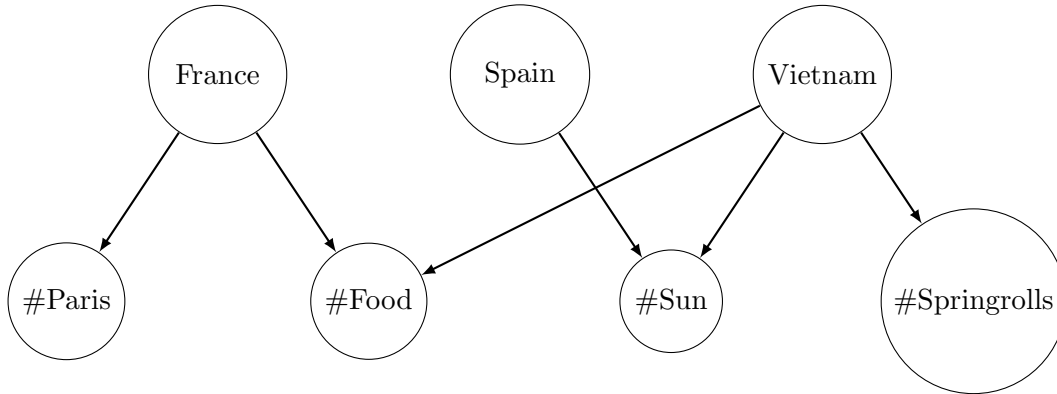 France
Spain
Vietnam
#Paris
#Food
#Sun
#Springrolls